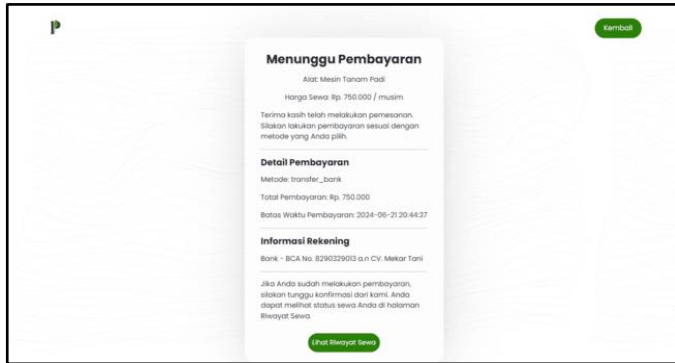 Kembali
Menunggu Pembayaran
Alat: Mesin Tanam Padi
Harga Sewa: Rp. 750.000 / musim
Terima kasih telah melakukan pemesanan.
Silakan lakukan pembayaran sesuai dengan
metode yang Anda pilih.
Detail Pembayaran
Metode: transfer_bank
Total Pembayaran: Rp. 750.000
Batas Waktu Pembayaran: 2024-06-21 20:44:37
Informasi Rekening
Bank - BCA No. 8290329013 a.n CV. Mekar Tani
Jika Anda sudah melakukan pembayaran,
silakan tunggu konfirmasi dari kami. Anda
dapat melihat status sewa Anda di halaman
Riwayat Sewa.
Lihat Riwayat Sewa